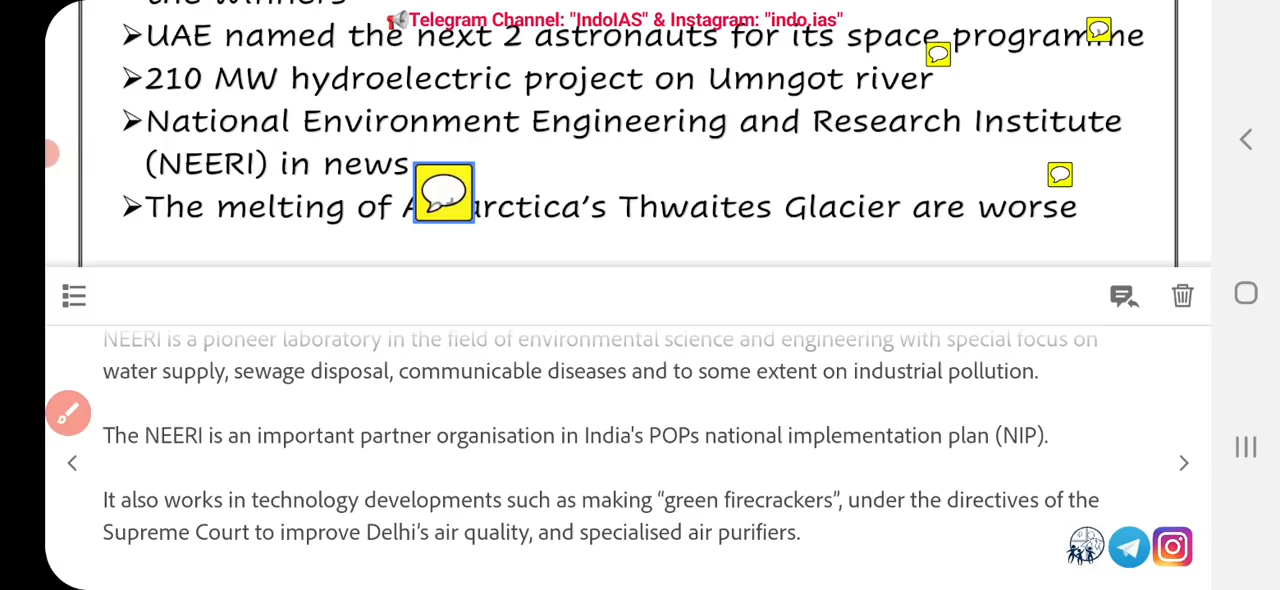 the winners
📢Telegram Channel: "IndoIAS" & Instagram: "indo.ias"
➢UAE named the next 2 astronauts for its space programme
➢210 MW hydroelectric project on Umngot river
➢National Environment Engineering and Research Institute
(NEERI) in news
➢The melting of Antarctica's Thwaites Glacier are worse
NEERI is a pioneer laboratory in the field of environmental science and engineering with special focus on
water supply, sewage disposal, communicable diseases and to some extent on industrial pollution.
The NEERI is an important partner organisation in India's POPs national implementation plan (NIP).
It also works in technology developments such as making “green firecrackers”, under the directives of the
Supreme Court to improve Delhi’s air quality, and specialised air purifiers.